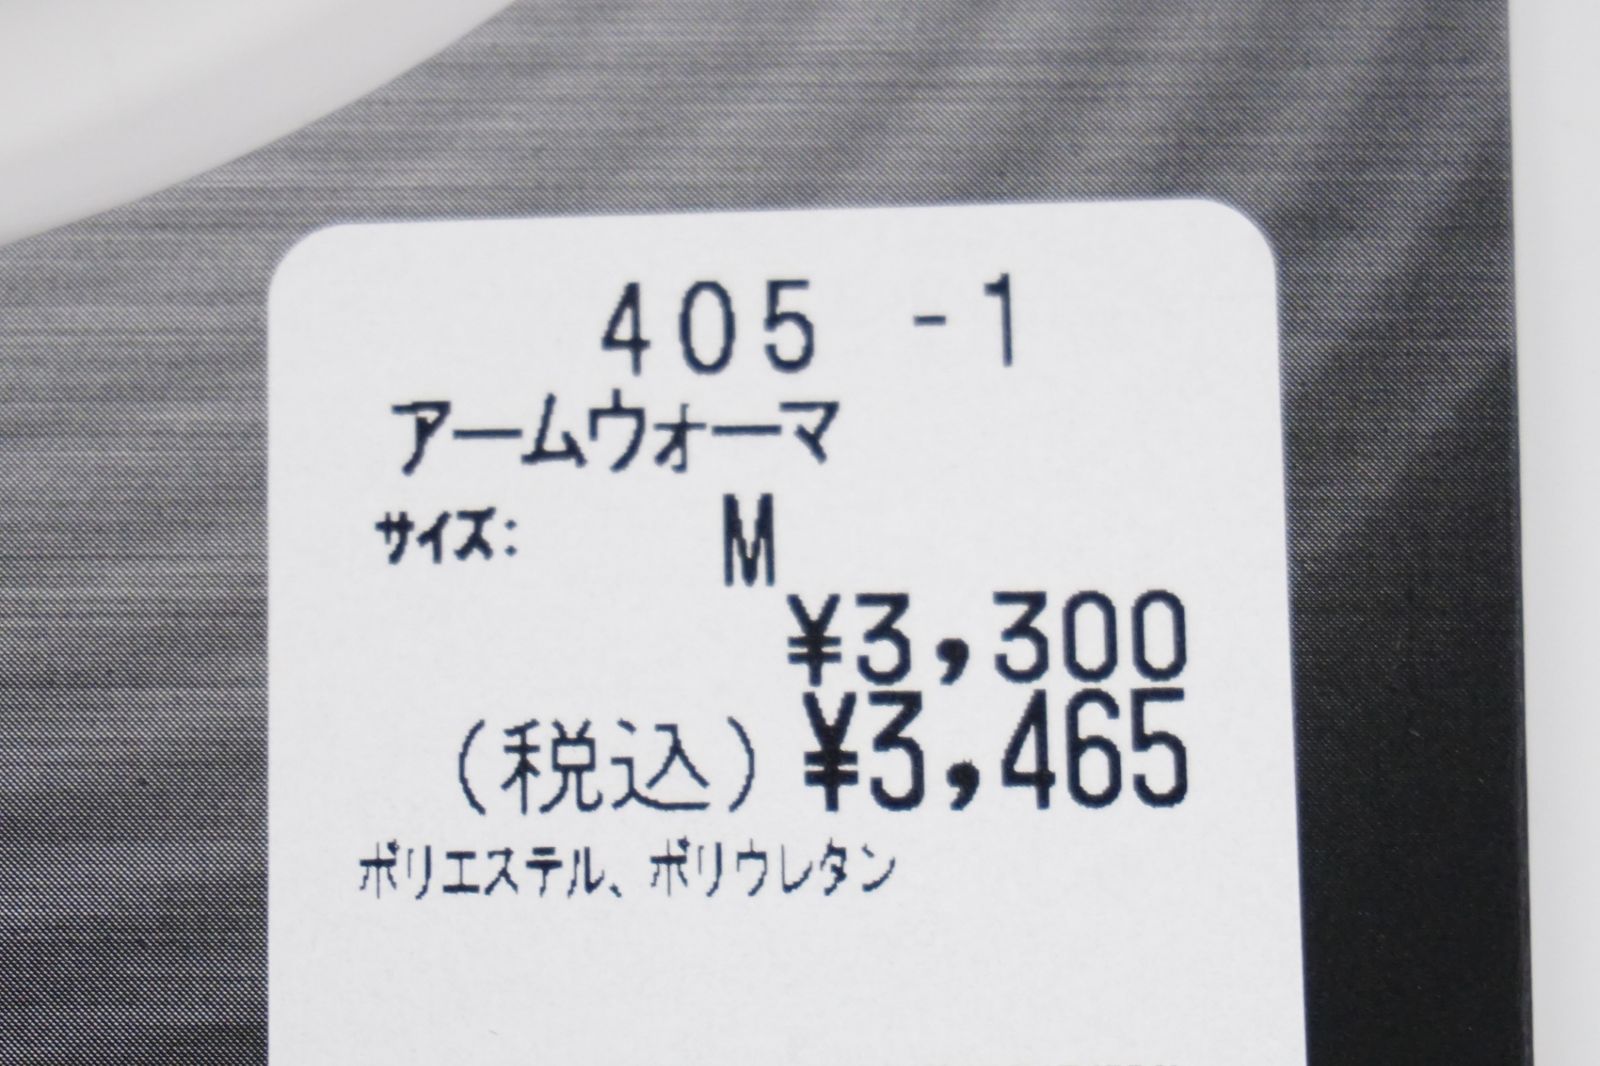 405 -1
アームウォーマ
サイズ: M
¥3,300
(税込) ¥3,465
ポリエステル、ポリウレタン